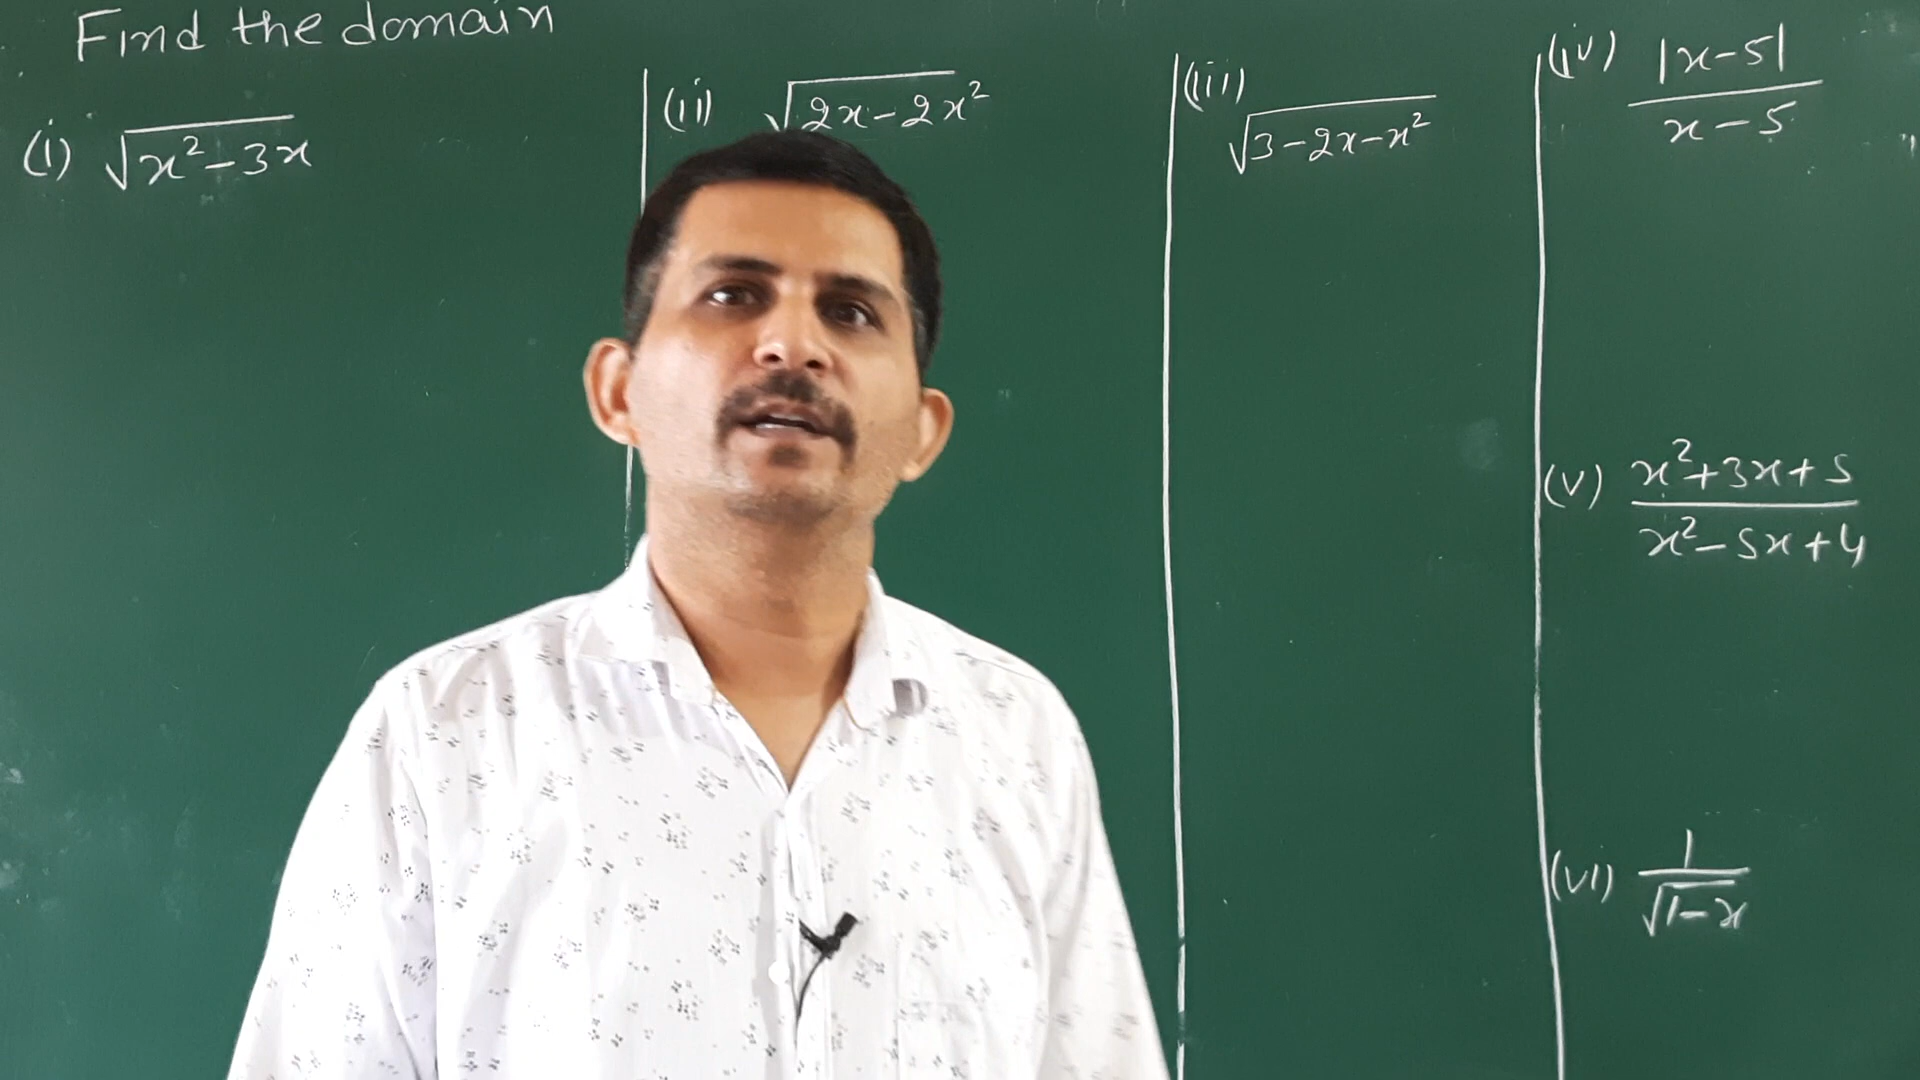 Find the domain
(i) √x²-3x
(ii) √2x-2x²
(iii) √3-2x-x²
(iv) |x-5|
x-5
(v) x²+3x+5
x²-5x+4
(vi) 1
√1-x